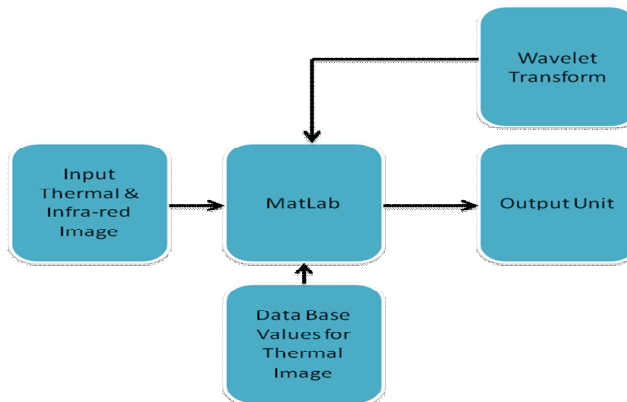 Wavelet
Transform
Input
Thermal &
Infra-red
Image
MatLab
Output Unit
Data Base
Values for
Thermal
Image